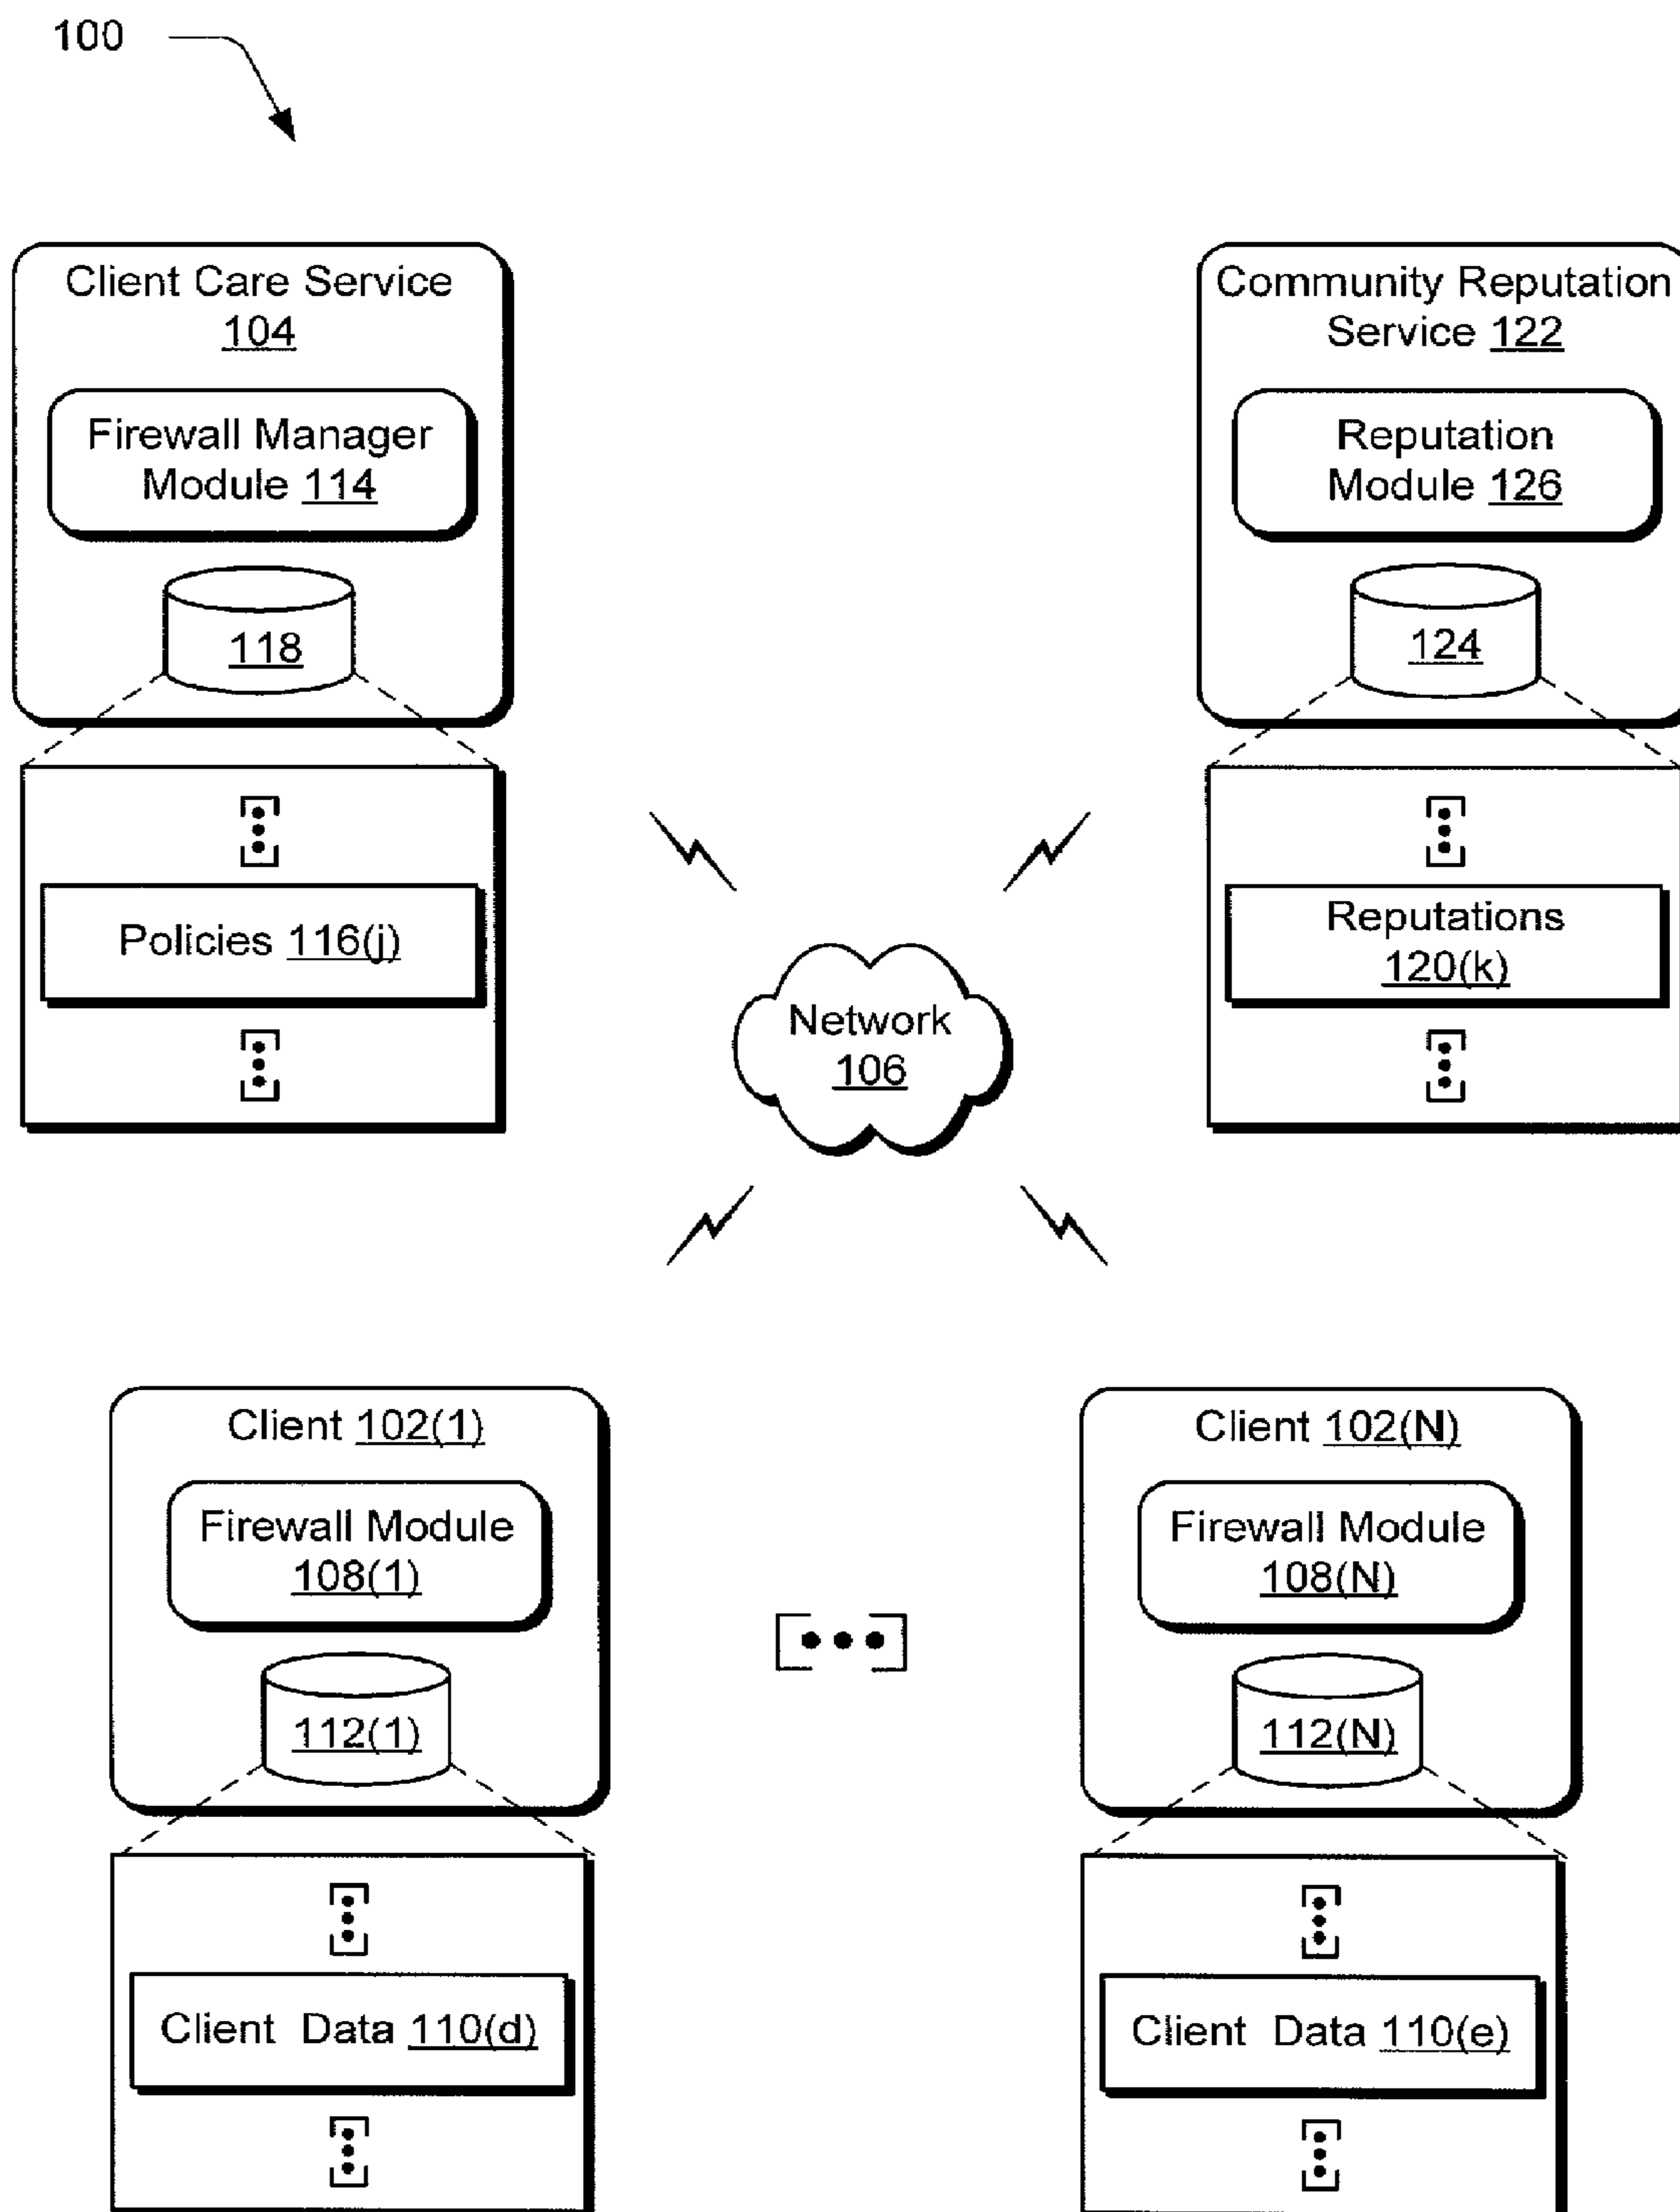 100
Client Care Service
104
Firewall Manager
Module 114
118
Policies 116(j)
Community Reputation
Service 122
Reputation
Module 126
124
Reputations
120(k)
Network
106
Client 102(1)
Firewall Module
108(1)
112(1)
Client Data 110(d)
Client 102(N)
Firewall Module
108(N)
112(N)
Client Data 110(e)